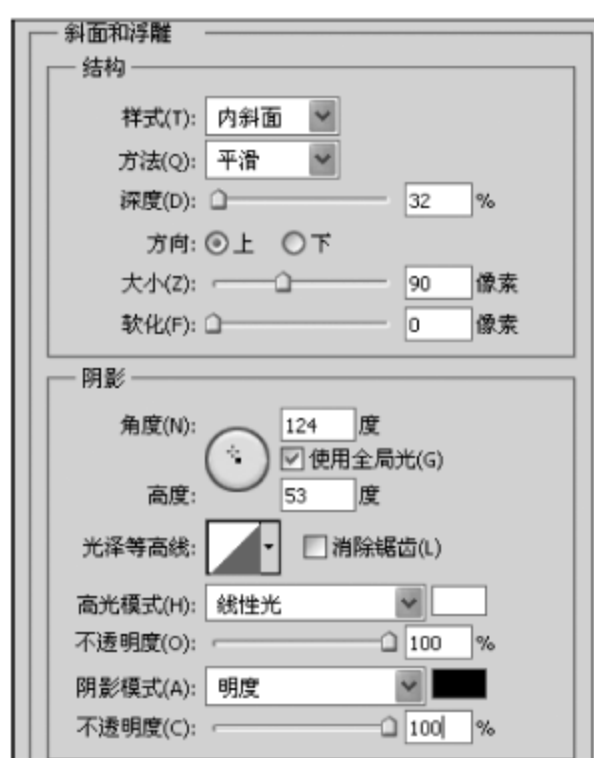 斜面和浮雕
结构
样式(T): 内斜面
方法(Q): 平滑
深度(D): 32 %
方向: 上 下
大小(Z): 90 像素
软化(F): 0 像素
阴影
角度(N): 124 度
使用全局光(G)
高度: 53 度
光泽等高线: 消除锯齿(L)
高光模式(H): 线性光
不透明度(O): 100 %
阴影模式(A): 明度
不透明度(C): 100 %